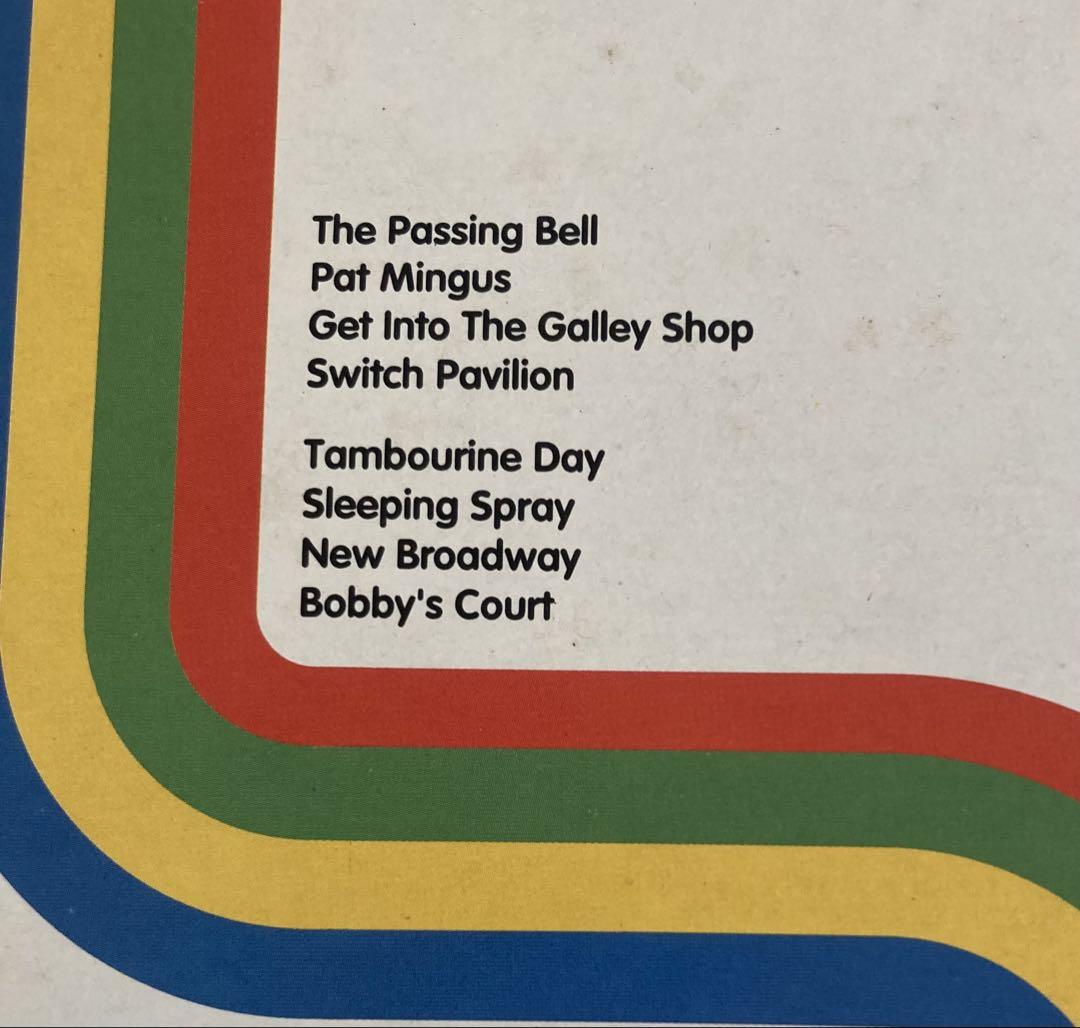 The Passing Bell
Pat Mingus
Get Into The Galley Shop
Switch Pavilion
Tambourine Day
Sleeping Spray
New Broadway
Bobby's Court